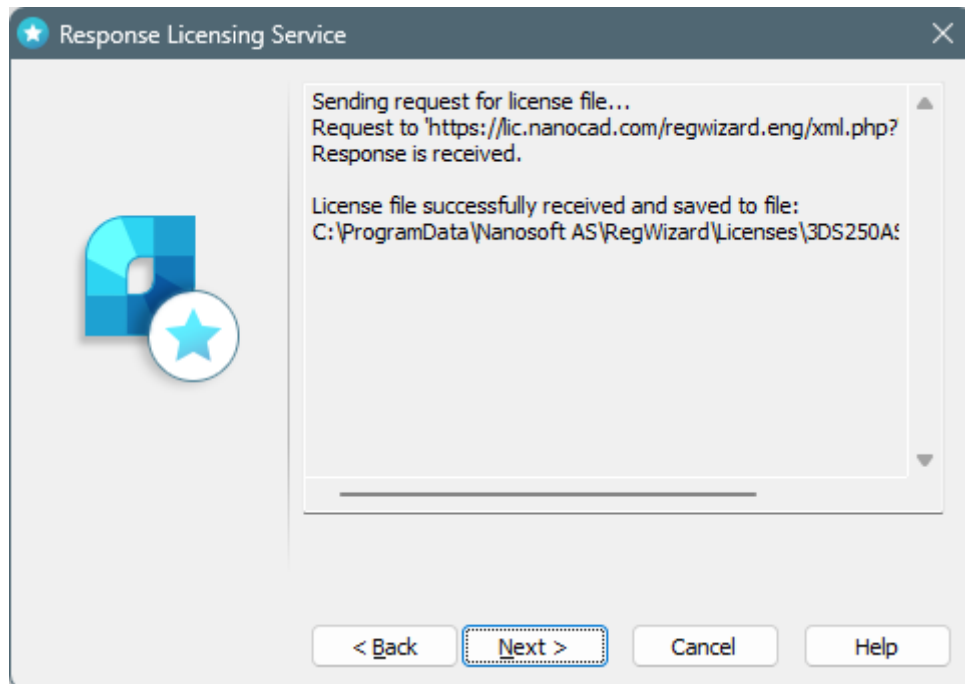 Response Licensing Service
Sending request for license file...
Request to 'https://lic.nanocad.com/regwizard.eng/xml.php?
Response is received.
License file successfully received and saved to file:
C:\ProgramData\Nanosoft AS\RegWizard\Licenses\3DS250AS
< Back
Next >
Cancel
Help